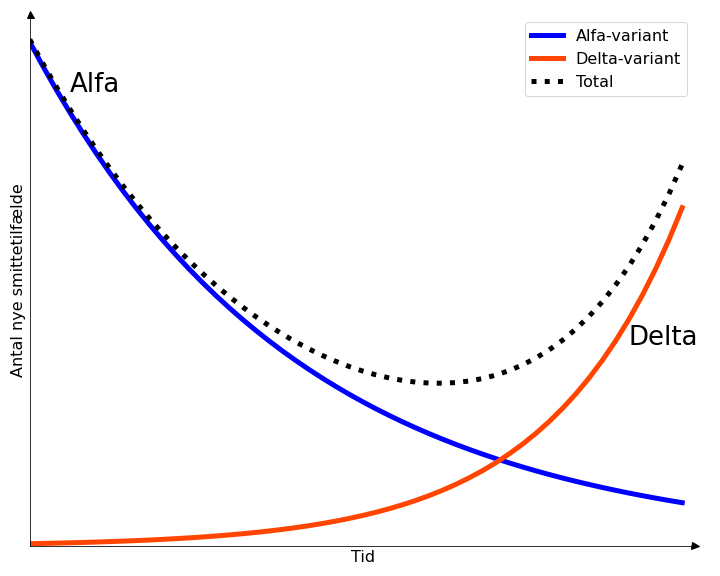 Alfa-variant
Delta-variant
Total
Alfa
Delta
Antal nye smittetilfælde
Tid